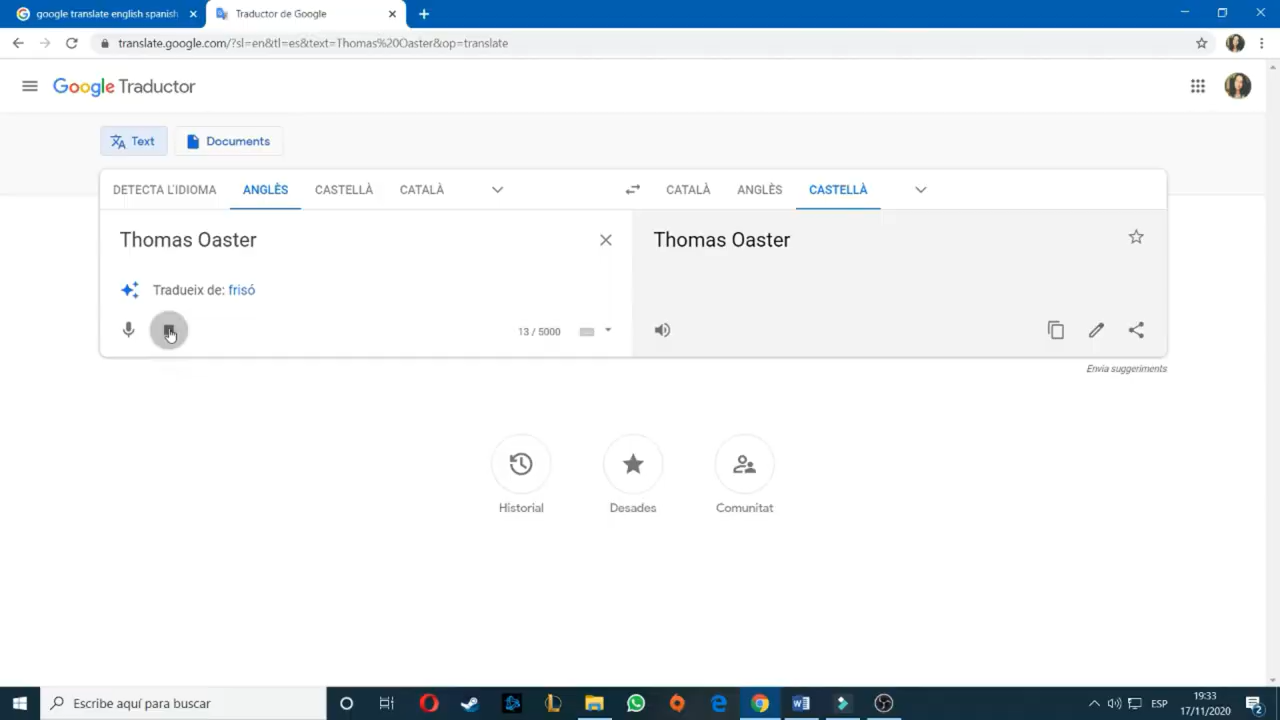 google translate english spanish
Traductor de Google
translate.google.com/?sl=en&tl=es&text=Thomas%20Oaster&op=translate
Google Traductor
Text
Documents
DETECTA L'IDIOMA ANGLÈS CASTELLÀ CATALÀ
CATALÀ ANGLÈS CASTELLÀ
Thomas Oaster
Thomas Oaster
Tradueix de: frisó
13 / 5000
Envia suggeriments
Historial
Desades
Comunitat
Escribe aquí para buscar
ESP
19:33
17/11/2020
2